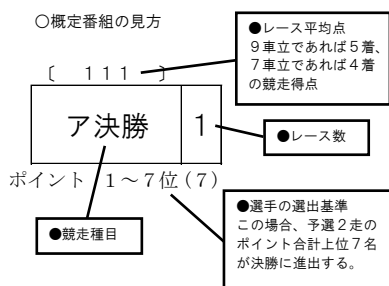 ○概定番組の見方
●レース平均点
９車立であれば５着、
７車立であれば４着
の競走得点
〔　１１１　〕
ア決勝　1
●レース数
ポイント　１～７位(７)
●選手の選出基準
この場合、予選２走の
ポイント合計上位７名
が決勝に進出する。
●競走種目